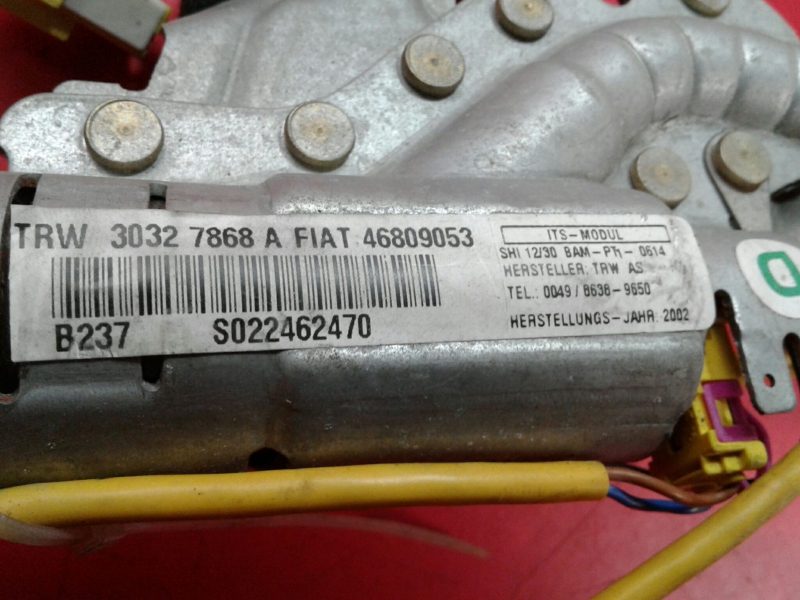 TRW 3032 7868 A FIAT 46809053
B237 S022462470
ITS-MODUL
SHI 12/30 BAM-PTI-0614
HERSTELLER: TRW AS
TEL.: 0049/8638-9650
HERSTELLUNGS-JAHR: 2002